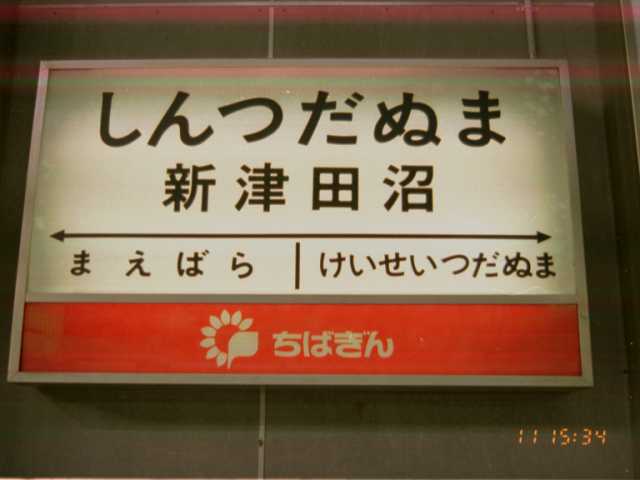 しんつだぬま
新津田沼
まえばら けいせいつだぬま
ちばぎん
11 15:34